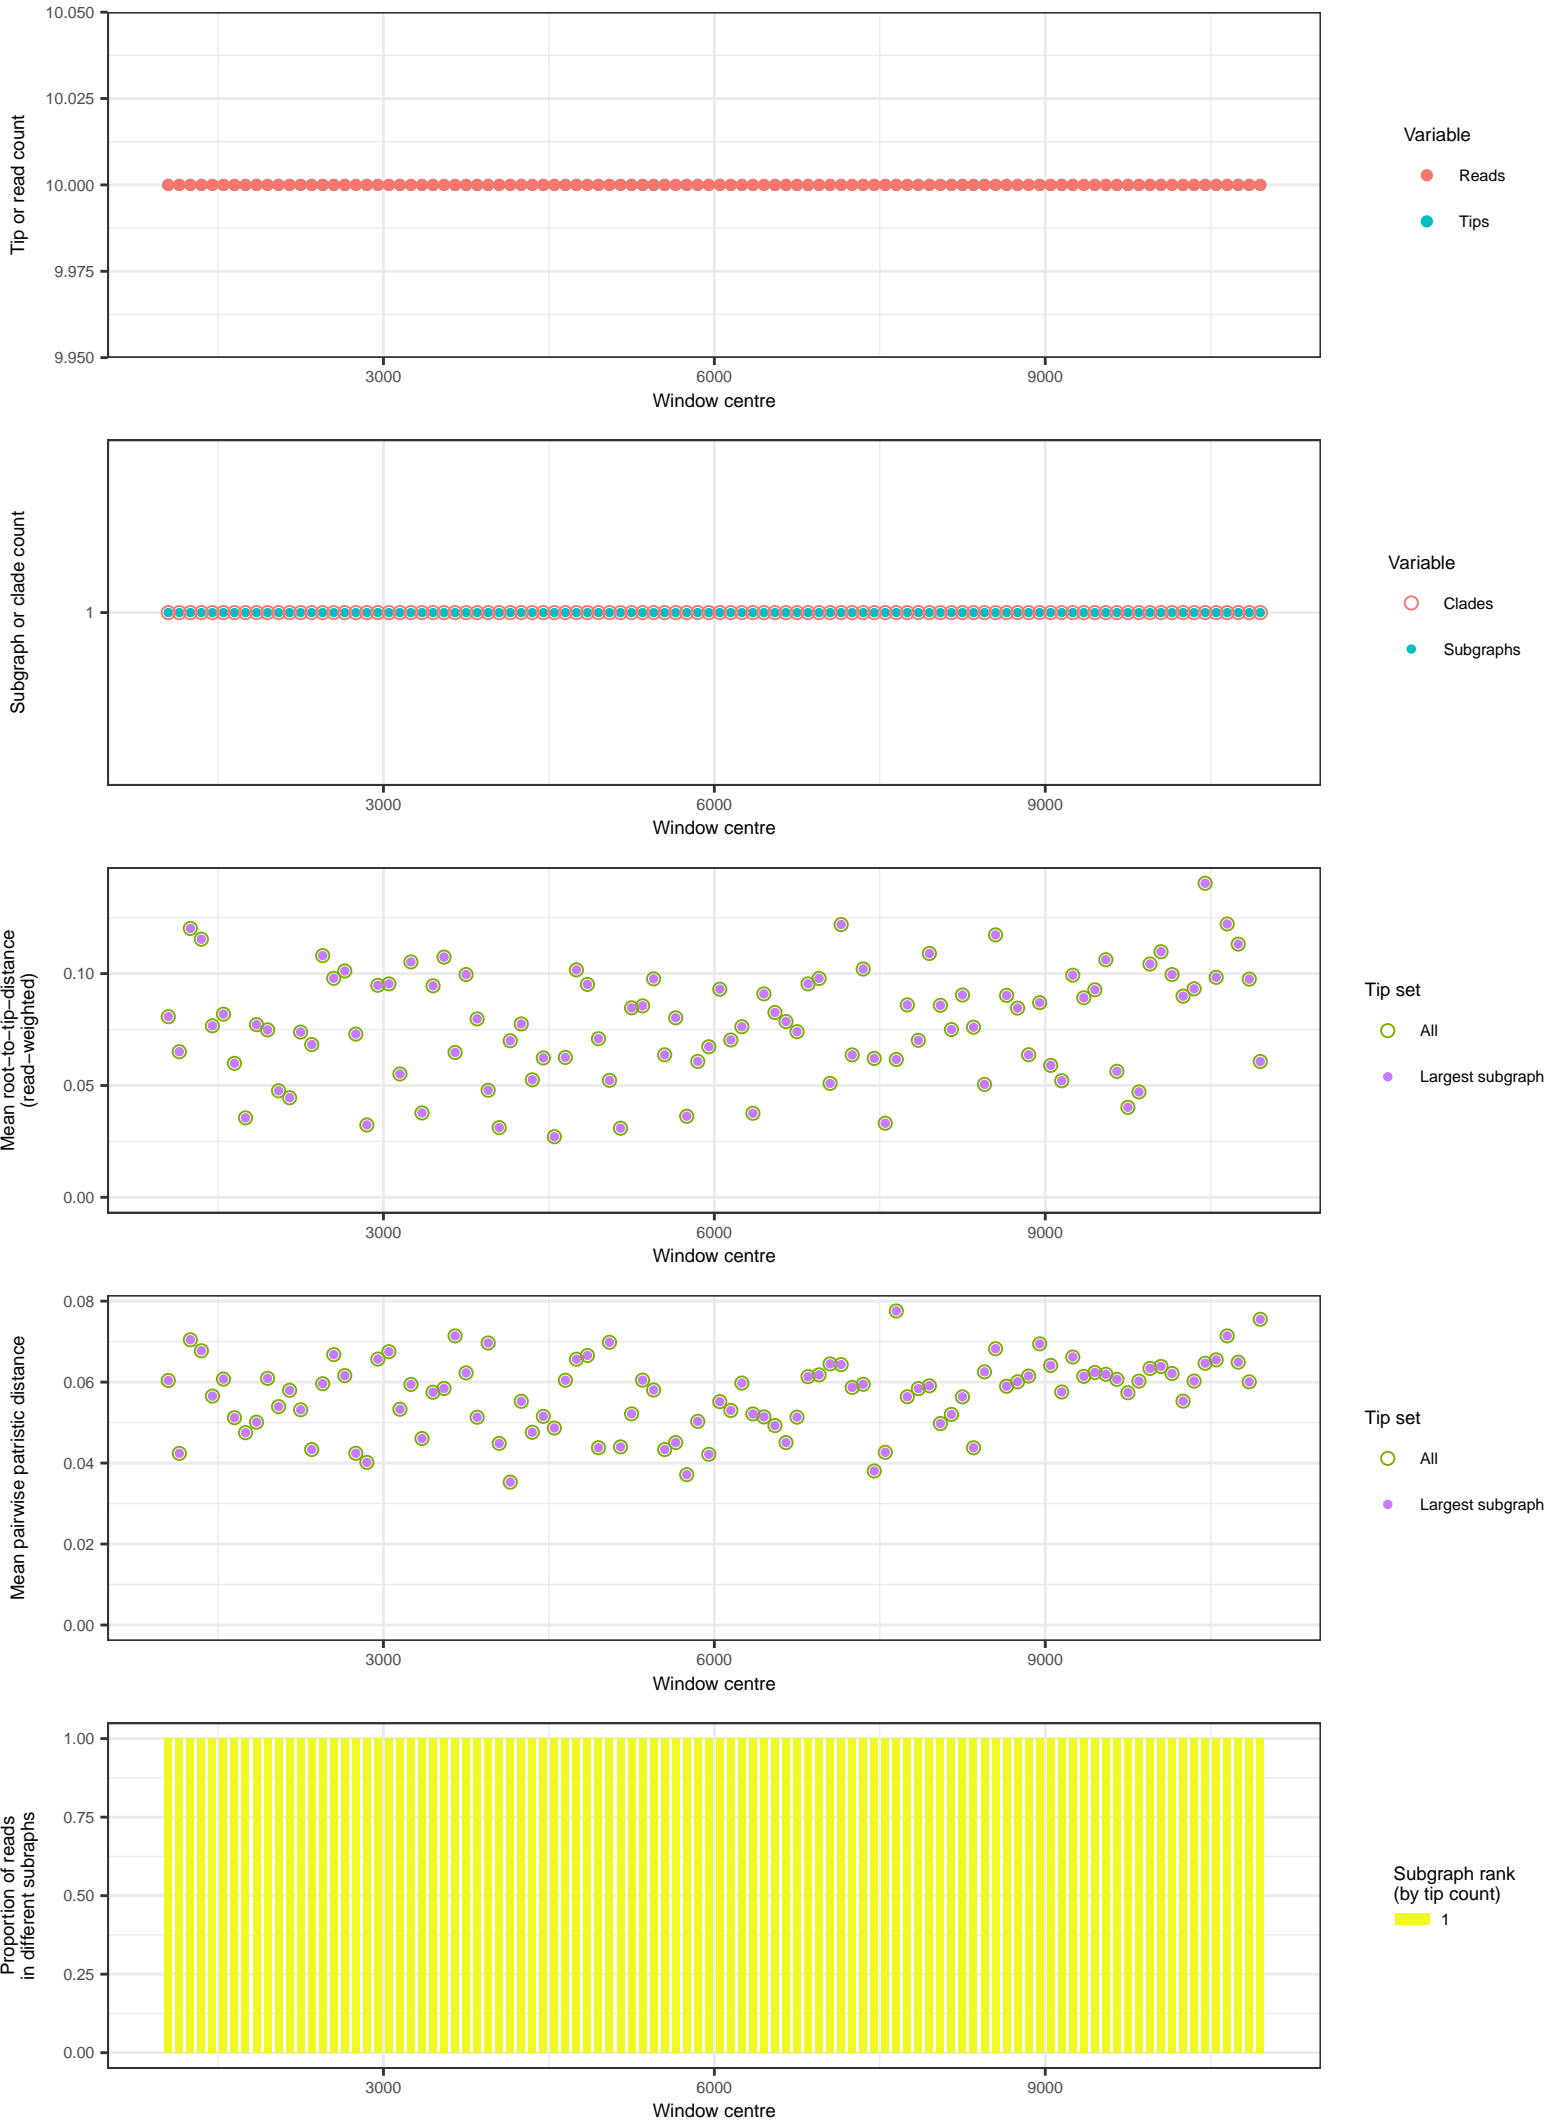 10.050
10.025
10.000
9.975
9.950
Tip or read count
3000 6000 9000
Window centre
Variable
Reads
Tips
1
Subgraph or clade count
3000 6000 9000
Window centre
Variable
Clades
Subgraphs
0.10
0.05
0.00
Mean root−to−tip−distance
(read−weighted)
3000 6000 9000
Window centre
Tip set
All
Largest subgraph
0.08
0.06
0.04
0.02
0.00
Mean pairwise patristic distance
3000 6000 9000
Window centre
Tip set
All
Largest subgraph
1.00
0.75
0.50
0.25
0.00
Proportion of reads
in different subraphs
3000 6000 9000
Window centre
Subgraph rank
(by tip count)
1